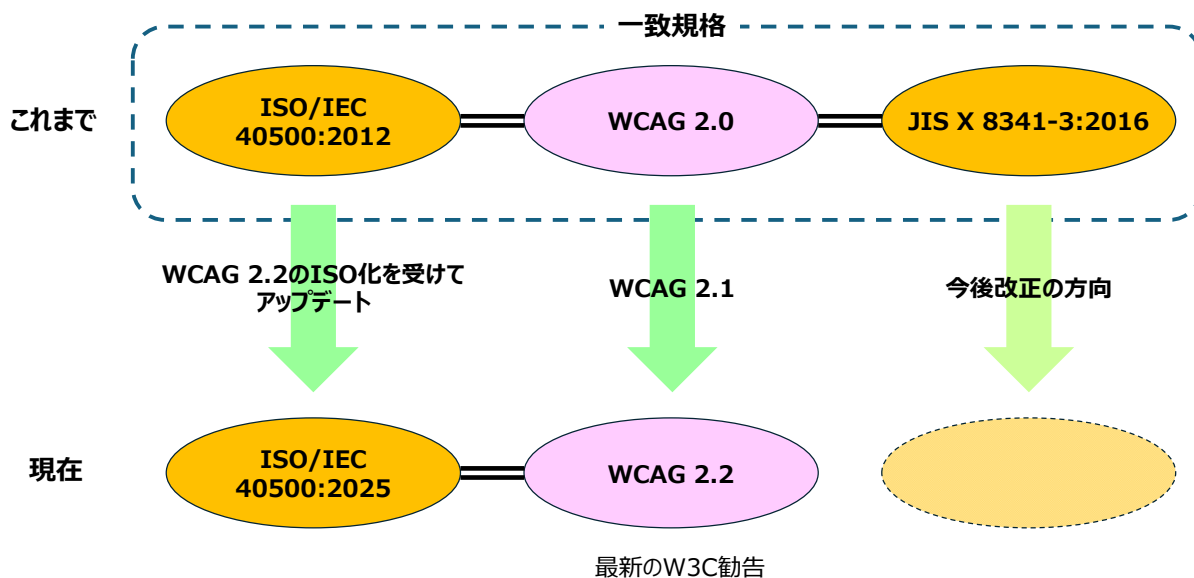 一致規格
これまで
ISO/IEC
40500:2012
WCAG 2.0
JIS X 8341-3:2016
WCAG 2.2のISO化を受けて
アップデート
WCAG 2.1
今後改正の方向
現在
ISO/IEC
40500:2025
WCAG 2.2
最新のW3C勧告